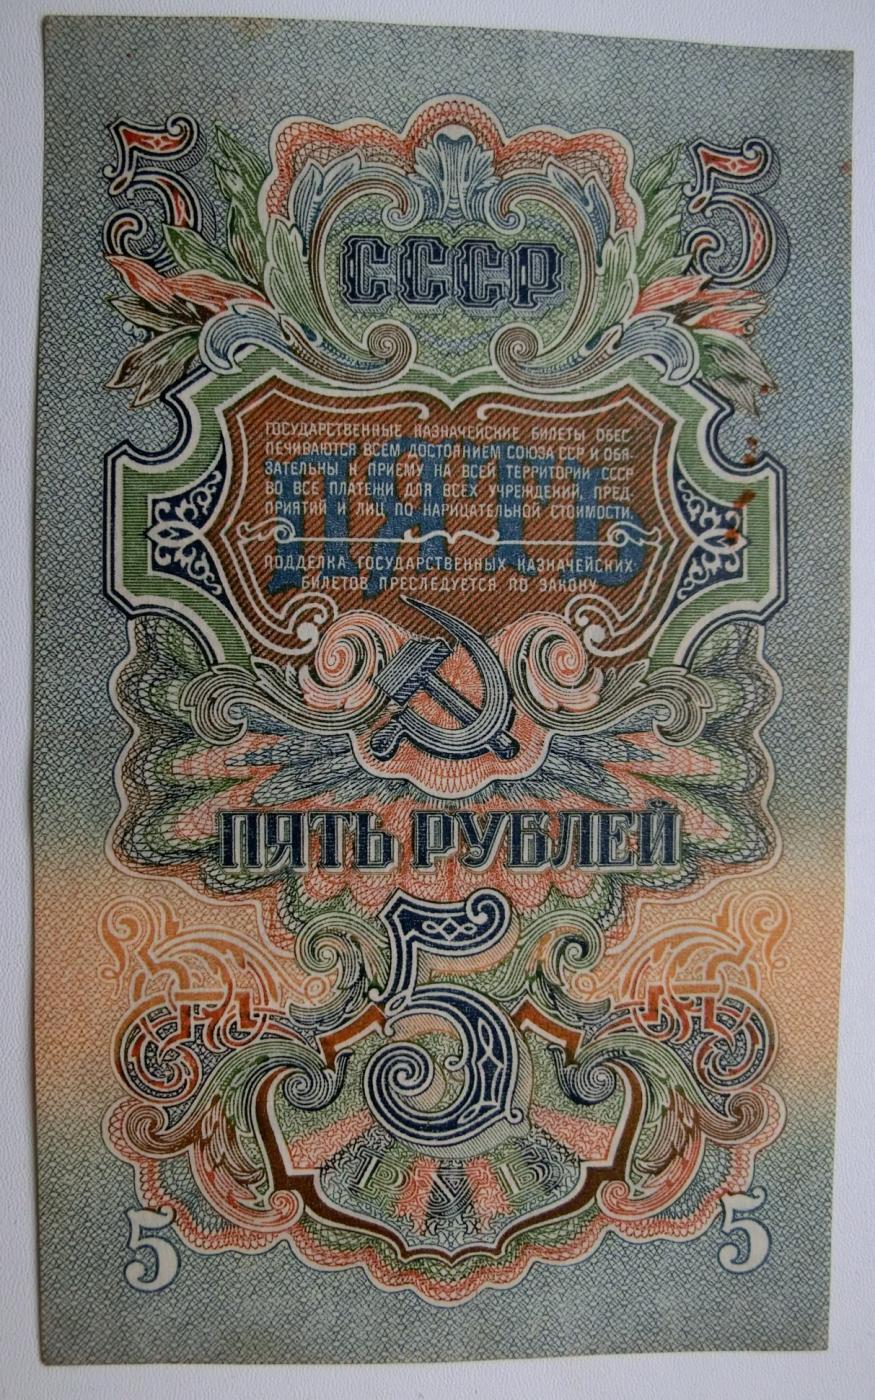 5 5
СССР
ПЯТЬ
ГОСУДАРСТВЕННЫЕ КАЗНАЧЕЙСКИЕ БИЛЕТЫ ОБЕС-
ПЕЧИВАЮТСЯ ВСЕМ ДОСТОЯНИЕМ СОЮЗА ССР И ОБЯ-
ЗАТЕЛЬНЫ К ПРИЕМУ НА ВСЕЙ ТЕРРИТОРИИ СССР
ВО ВСЕ ПЛАТЕЖИ ДЛЯ ВСЕХ УЧРЕЖДЕНИЙ, ПРЕД-
ПРИЯТИЙ И ЛИЦ ПО НАРИЦАТЕЛЬНОЙ СТОИМОСТИ.
ПОДДЕЛКА ГОСУДАРСТВЕННЫХ КАЗНАЧЕЙСКИХ
БИЛЕТОВ ПРЕСЛЕДУЕТСЯ ПО ЗАКОНУ
ПЯТЬ РУБЛЕЙ
5
РУБ
5 5